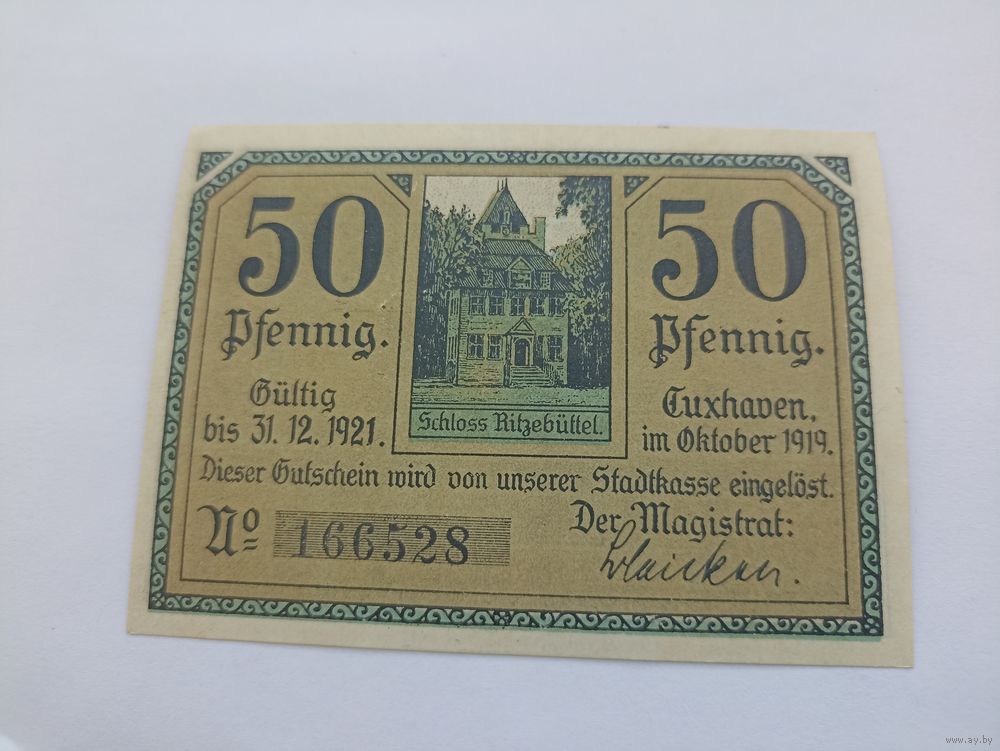 50 50
Pfennig. Pfennig.
Gültig
bis 31. 12. 1921.
Schloss Ritzebüttel.
Cuxhaven,
im Oktober 1919.
Dieser Gutschein wird von unserer Stadtkasse eingelöst.
No 166528
Der Magistrat:
www.ay.by